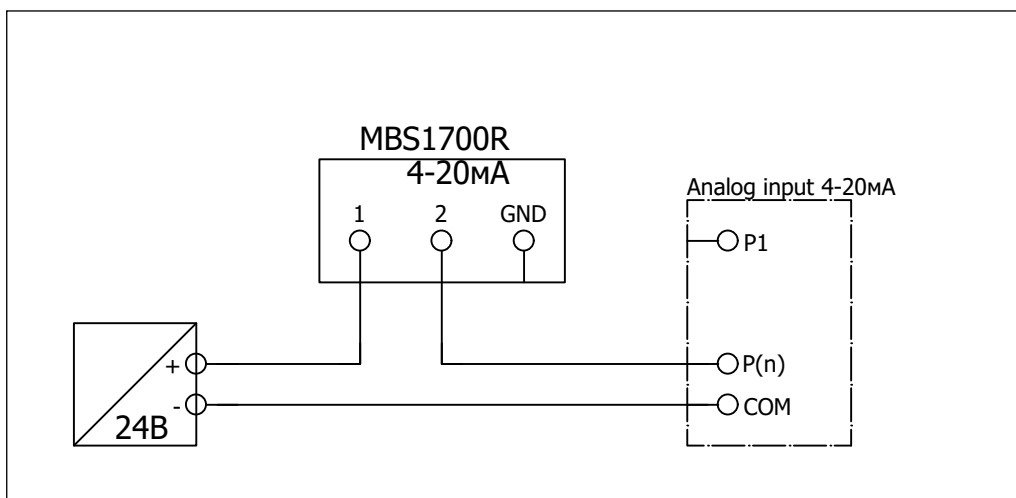 MBS1700R
4-20мА
1 2 GND
Analog input 4-20мА
P1
+
P(n)
-
COM
24В